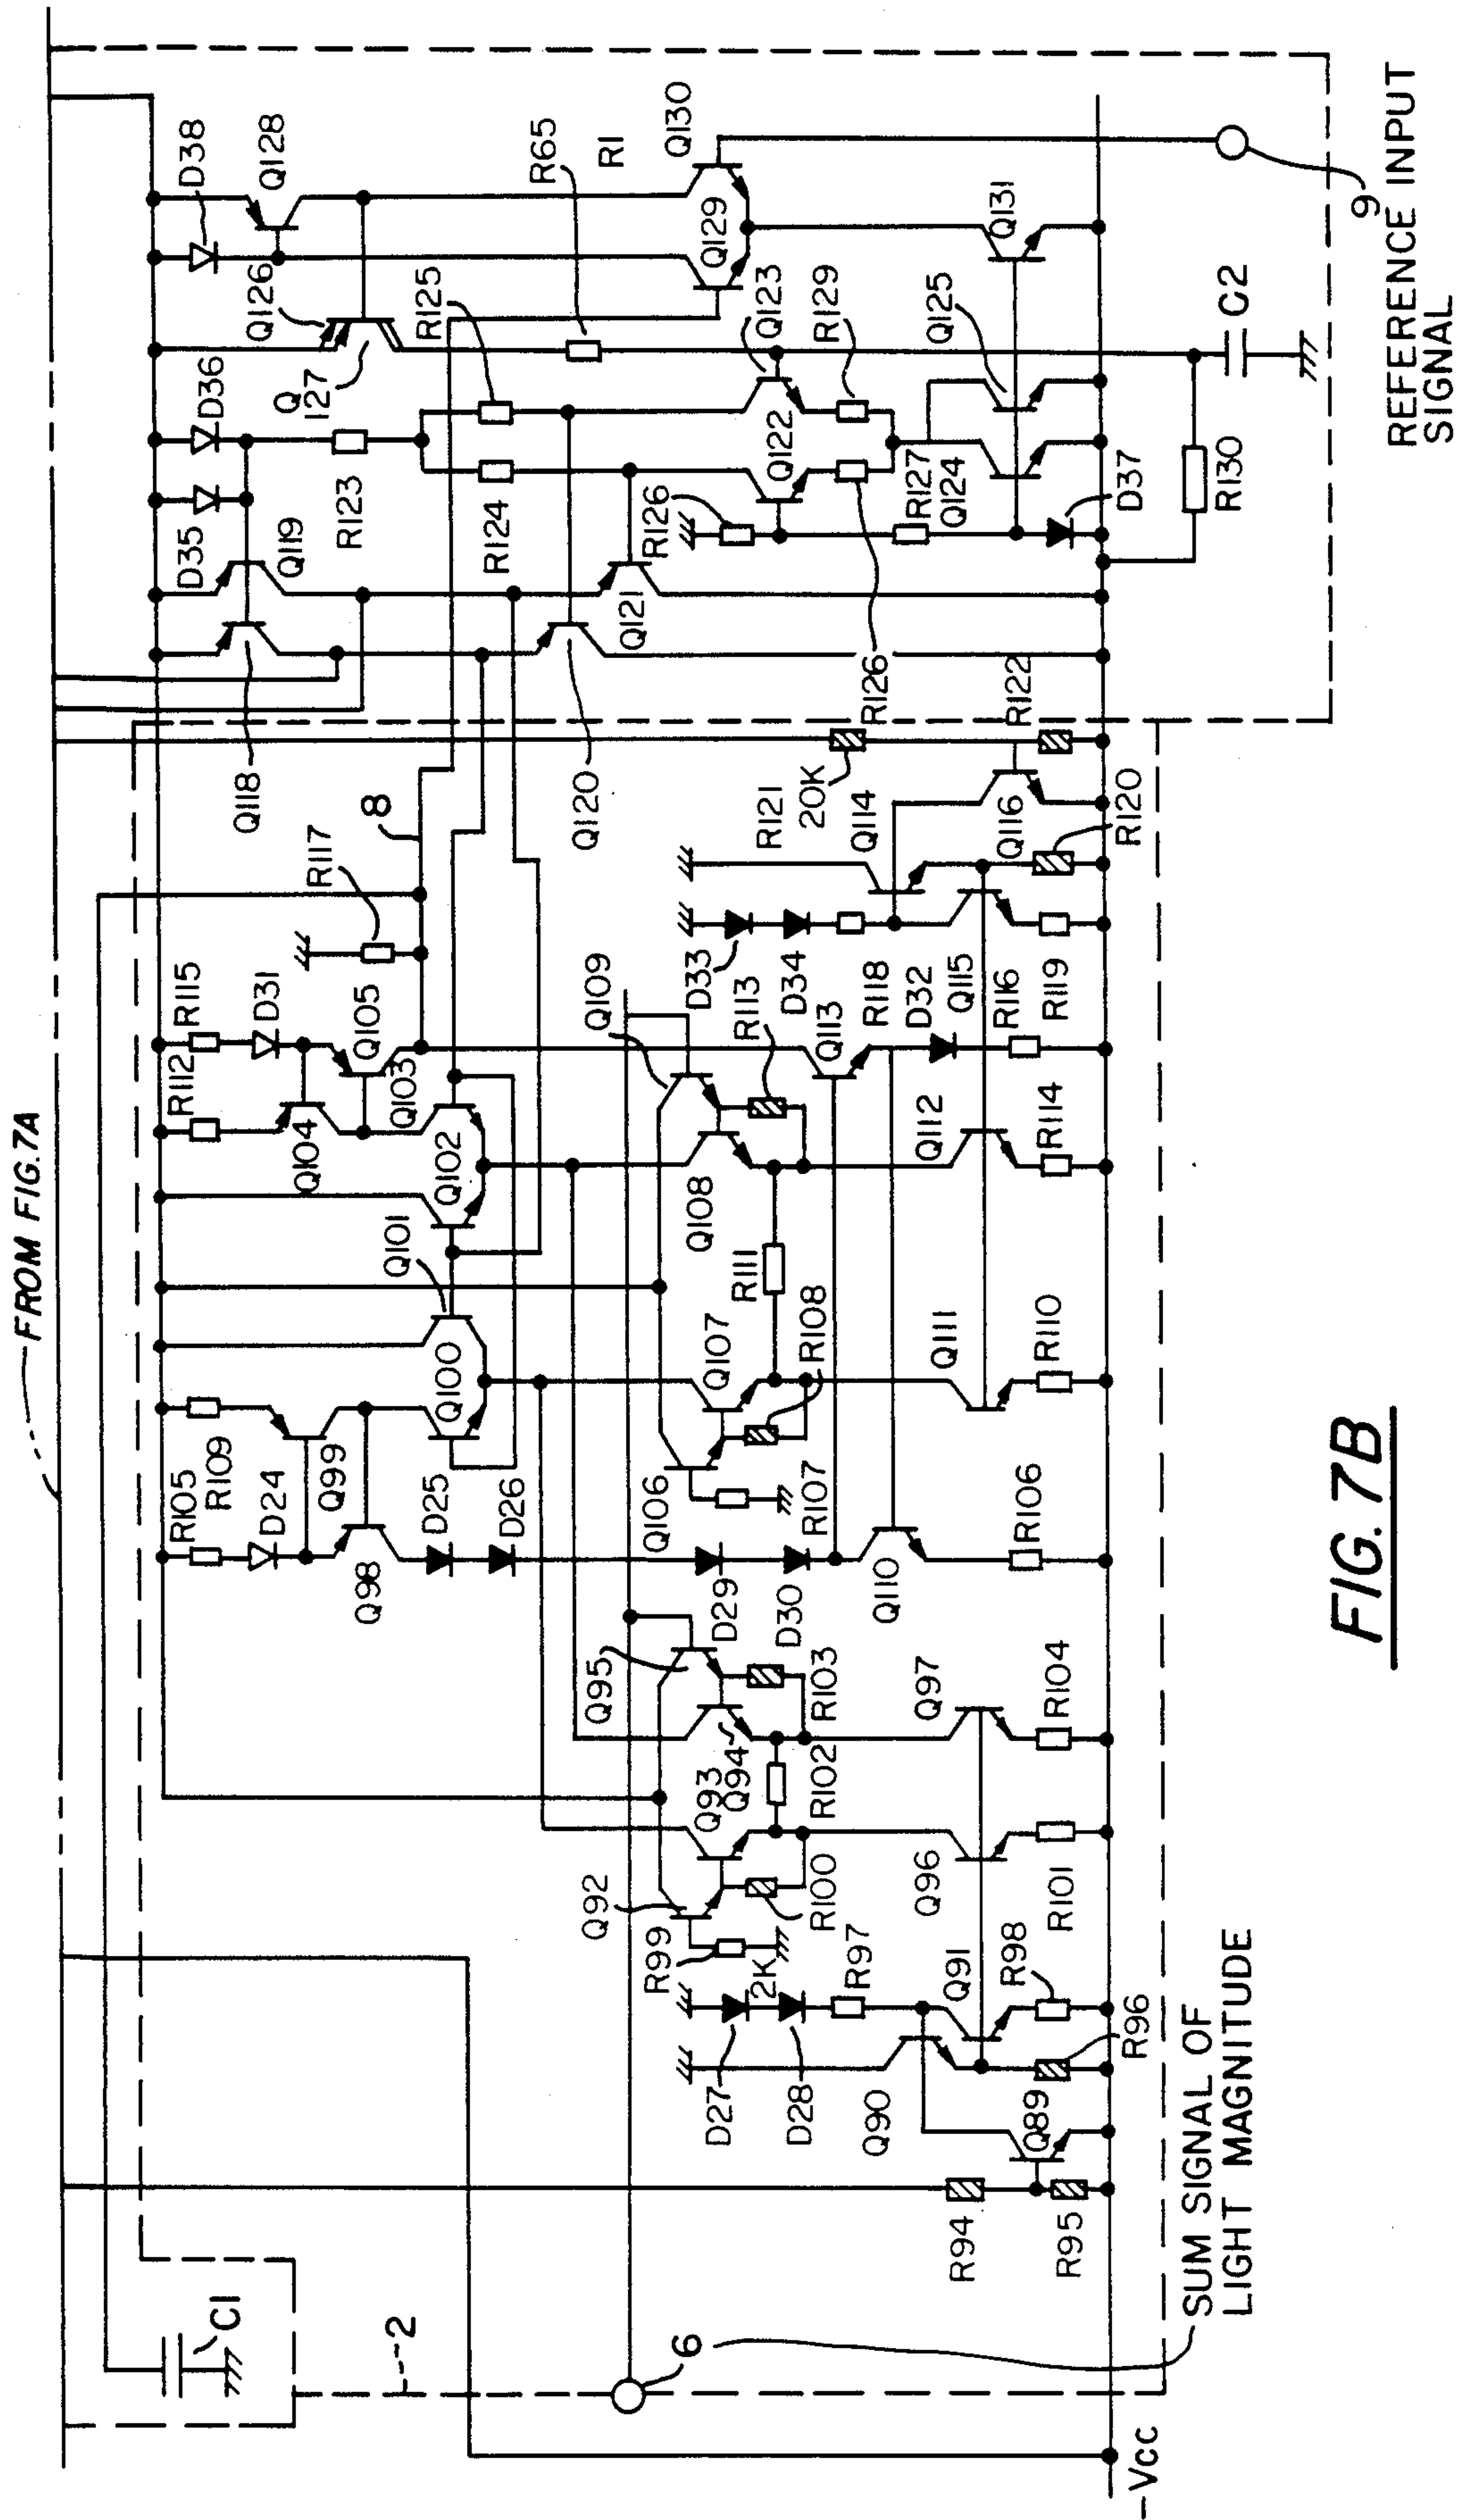 FROM FIG.7A
C1
2
6
SUM SIGNAL OF
LIGHT MAGNITUDE
-Vcc
R94
R95
Q89
R96
Q90
D27
D28
2K
R97
Q91
R98
R99
Q92
R100
Q93
Q94
R102
Q96
R101
Q95
R103
Q97
R104
R105
R109
D24
Q99
Q98
D25
D26
D29
D30
Q106
R107
Q110
R106
Q100
Q101
Q107
R108
R111
Q111
R110
Q102
Q103
Q104
R112
R115
D31
Q105
Q108
Q109
R113
Q112
R114
Q113
R118
D32
Q115
R116
R119
D33
D34
R117
8
Q118
Q120
R121
20K
Q114
Q116
R120
R122
R126
D35
Q119
D36
R123
R124
Q121
R126
Q122
R127
Q124
D37
R130
Q
127
Q126
R125
Q123
R129
Q125
C2
D38
Q128
R65
R1
Q129
Q130
Q131
9
REFERENCE INPUT
SIGNAL
FIG. 7B